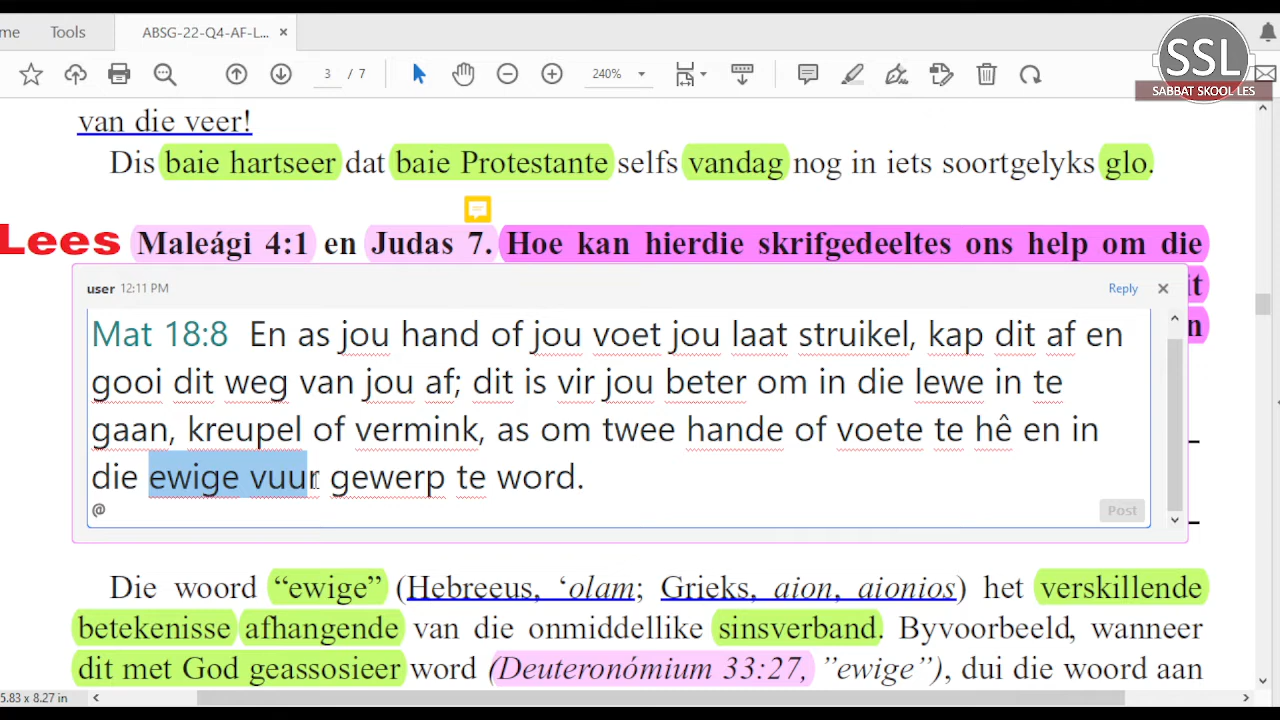 me Tools ABSG-22-Q4-AF-L... ×
3 / 7 240%
SSL
SABBAT SKOOL LES
van die veer!
Dis baie hartseer dat baie Protestante selfs vandag nog in iets soortgelyks glo.
Lees Maleági 4:1 en Judas 7. Hoe kan hierdie skrifgedeeltes ons help om die
it
n
user 12:11 PM Reply
Mat 18:8 En as jou hand of jou voet jou laat struikel, kap dit af en
gooi dit weg van jou af; dit is vir jou beter om in die lewe in te
gaan, kreupel of vermink, as om twee hande of voete te hê en in
die ewige vuur gewerp te word.
@ Post
Die woord “ewige” (Hebreeus, ‘olam; Grieks, aion, aionios) het verskillende
betekenisse afhangende van die onmiddellike sinsverband. Byvoorbeeld, wanneer
dit met God geassosieer word (Deuteronómium 33:27, ”ewige”), dui die woord aan
5.83 x 8.27 in